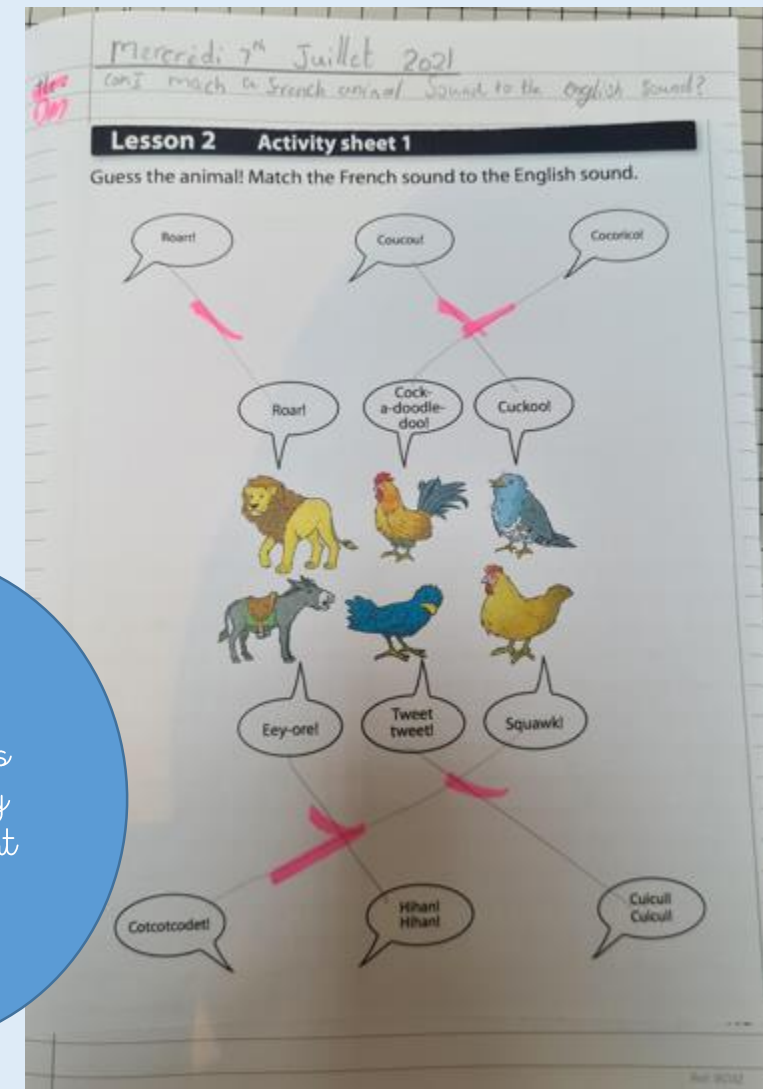 Mercredi 7th Juillet 2021
Can I mach a French animal Sound to the English Sound?
Lesson 2 Activity sheet 1
Guess the animal! Match the French sound to the English sound.
Roarr!
Coucou!
Cocorico!
Roar!
Cock-
a-doodle-
doo!
Cuckoo!
Eey-ore!
Tweet
tweet!
Squawk!
Cotcotcodet!
Hihan!
Hihan!
Cuicui!
Cuicui!